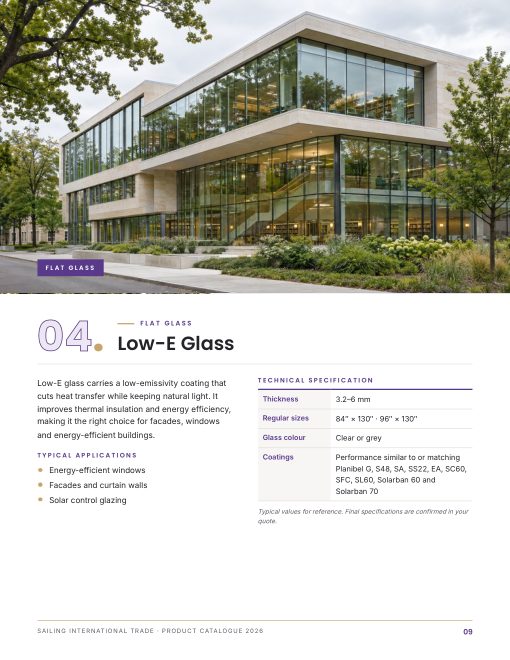 FLAT GLASS
04.
FLAT GLASS
Low-E Glass
Low-E glass carries a low-emissivity coating that
cuts heat transfer while keeping natural light. It
improves thermal insulation and energy efficiency,
making it the right choice for facades, windows
and energy-efficient buildings.
TYPICAL APPLICATIONS
Energy-efficient windows
Facades and curtain walls
Solar control glazing
TECHNICAL SPECIFICATION
Thickness 3.2–6 mm
Regular sizes 84" × 130" · 96" × 130"
Glass colour Clear or grey
Coatings Performance similar to or matching
Planibel G, S48, SA, SS22, EA, SC60,
SFC, SL60, Solarban 60 and
Solarban 70
Typical values for reference. Final specifications are confirmed in your
quote.
SAILING INTERNATIONAL TRADE · PRODUCT CATALOGUE 2026
09